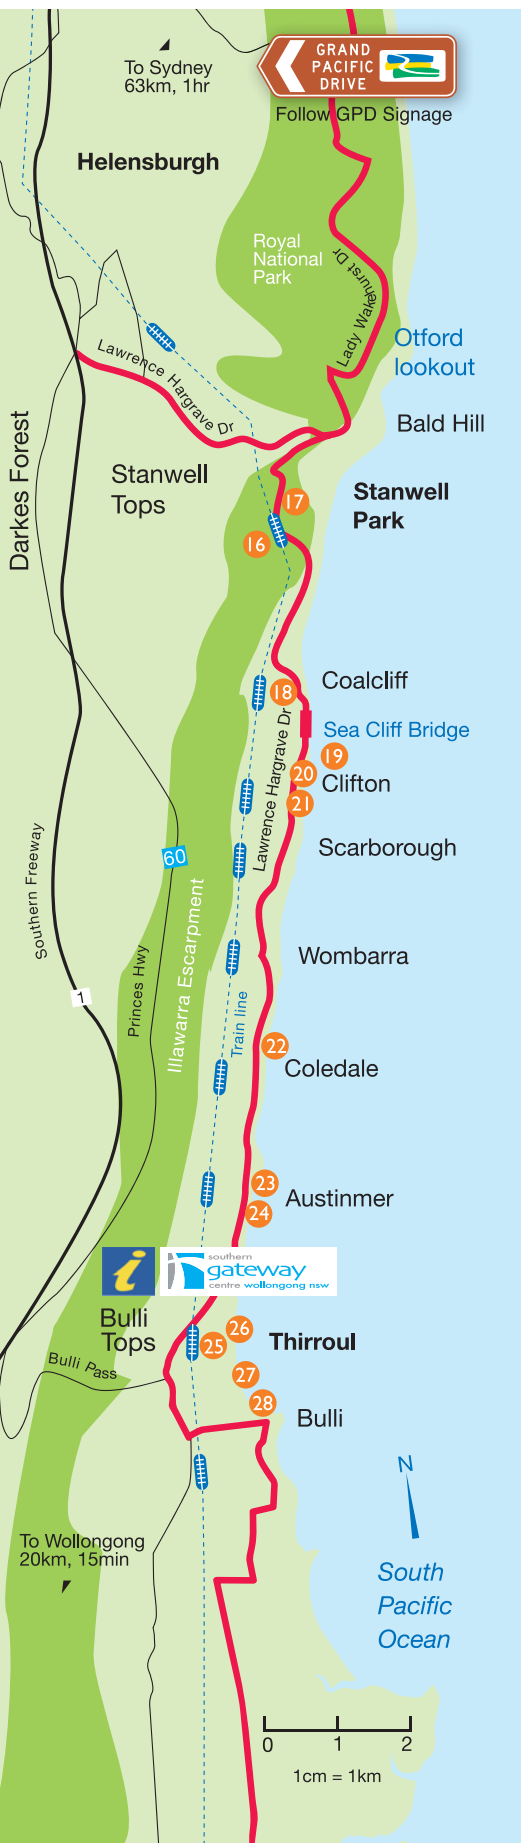 GRAND
PACIFIC
DRIVE
To Sydney
63km, 1hr
Follow GPD Signage
Helensburgh
Royal
National
Park
Lady Wakehurst Dr
Otford
lookout
Lawrence Hargrave Dr
Bald Hill
Darkes Forest
Stanwell
Tops
Stanwell
Park
17
16
Coalcliff
18
Sea Cliff Bridge
19
20
Clifton
21
Lawrence Hargrave Dr
Scarborough
60
Southern Freeway
Illawarra Escarpment
Wombarra
Princes Hwy
1
Train line
22
Coledale
23
Austinmer
24
i
southern
gateway
centre wollongong nsw
Bulli
Tops
26
25
Thirroul
Bulli Pass
27
28
Bulli
N
To Wollongong
20km, 15min
South
Pacific
Ocean
0 1 2
1cm = 1km